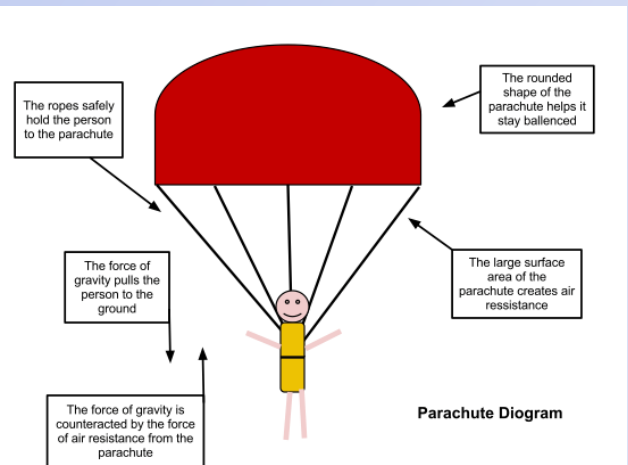 The ropes safely
hold the person
to the parachute
The rounded
shape of the
parachute helps it
stay ballenced
The force of
gravity pulls the
person to the
ground
The large surface
area of the
parachute creates air
ressistance
The force of gravity is
counteracted by the force
of air resistance from the
parachute
Parachute Diogram